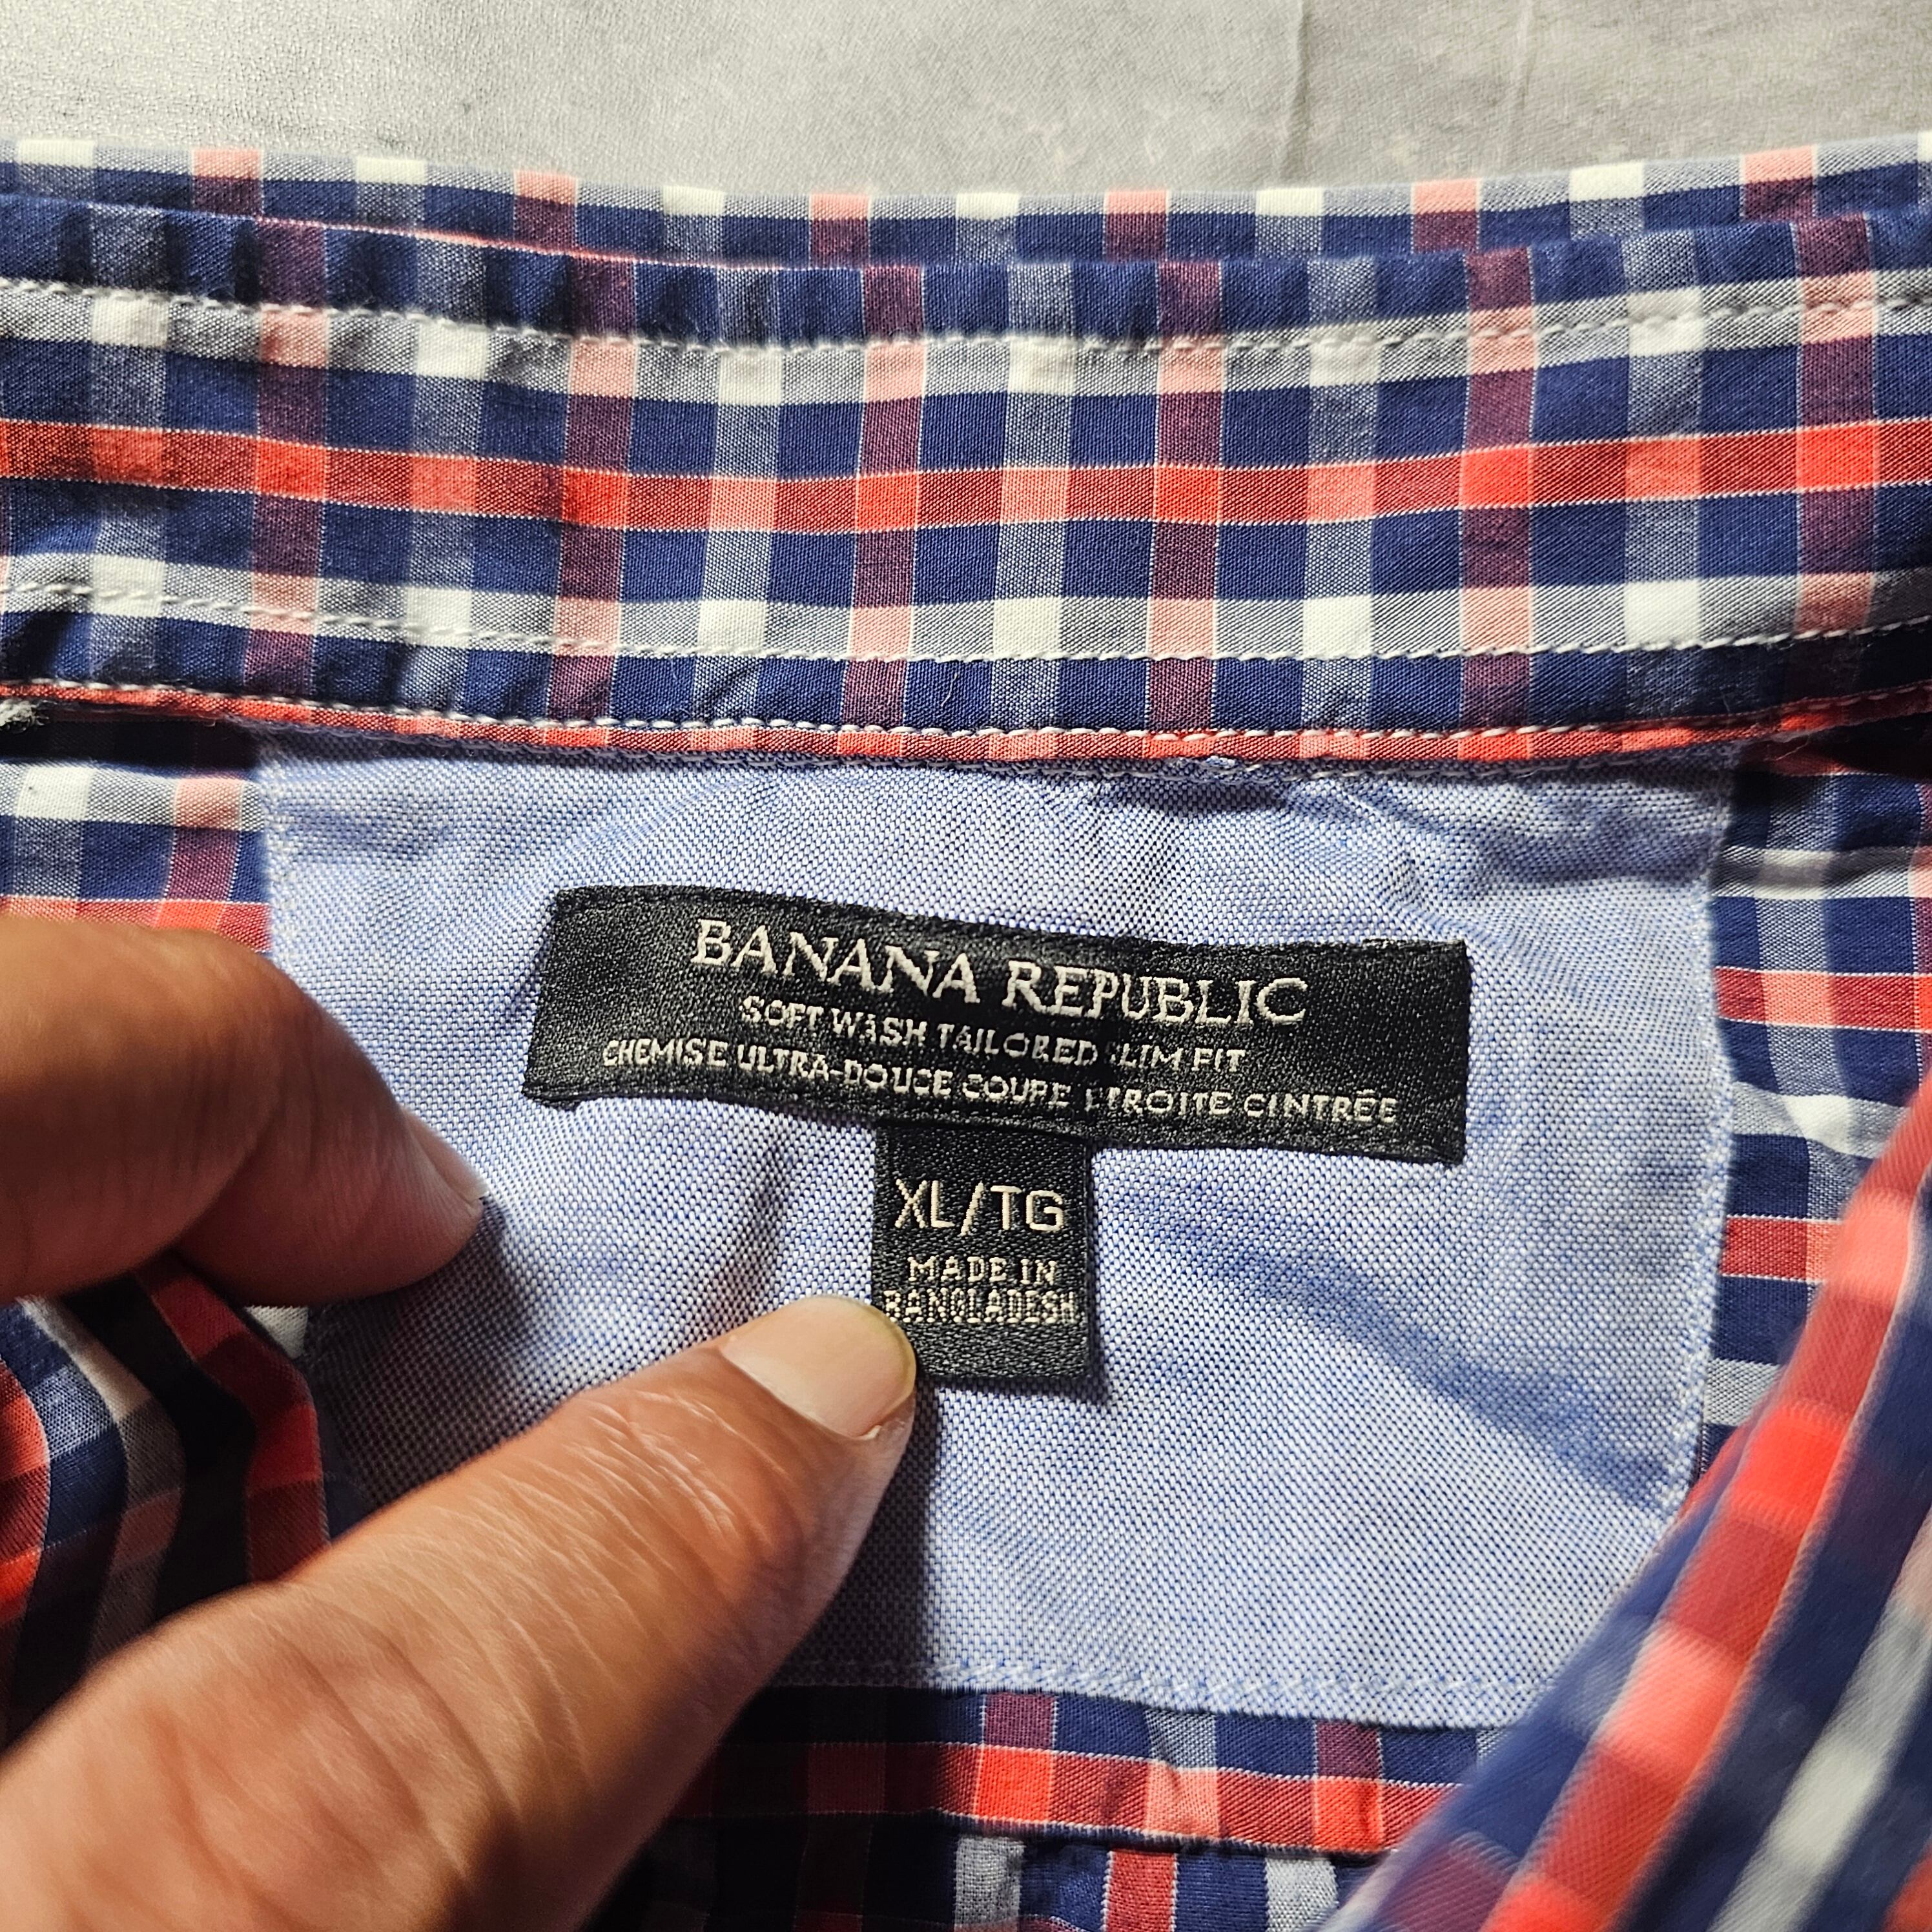 BANANA REPUBLIC
SOFT WASH TAILORED SLIM FIT
CHEMISE ULTRA-DOUCE COUPE ÉTROITE CINTRÉE
XL/TG
MADE IN
BANGLADESH